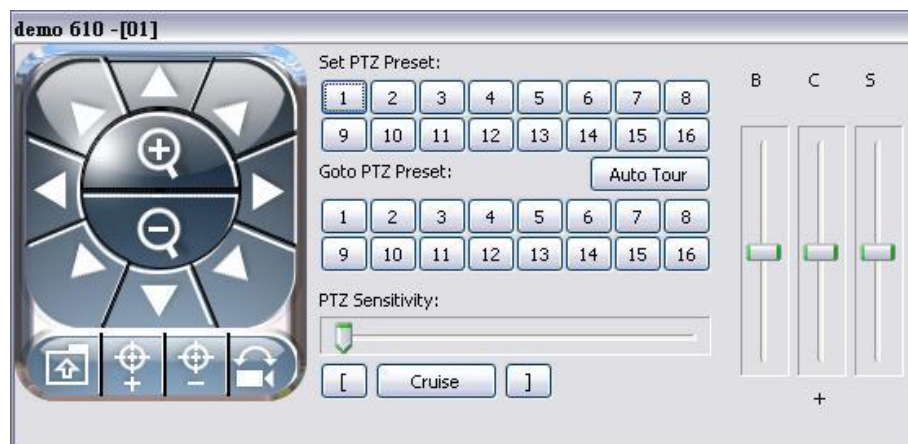 demo 610 -[01]
Set PTZ Preset:
1 2 3 4 5 6 7 8
9 10 11 12 13 14 15 16
Goto PTZ Preset:
Auto Tour
1 2 3 4 5 6 7 8
9 10 11 12 13 14 15 16
PTZ Sensitivity:
[ Cruise ]
B C S
+